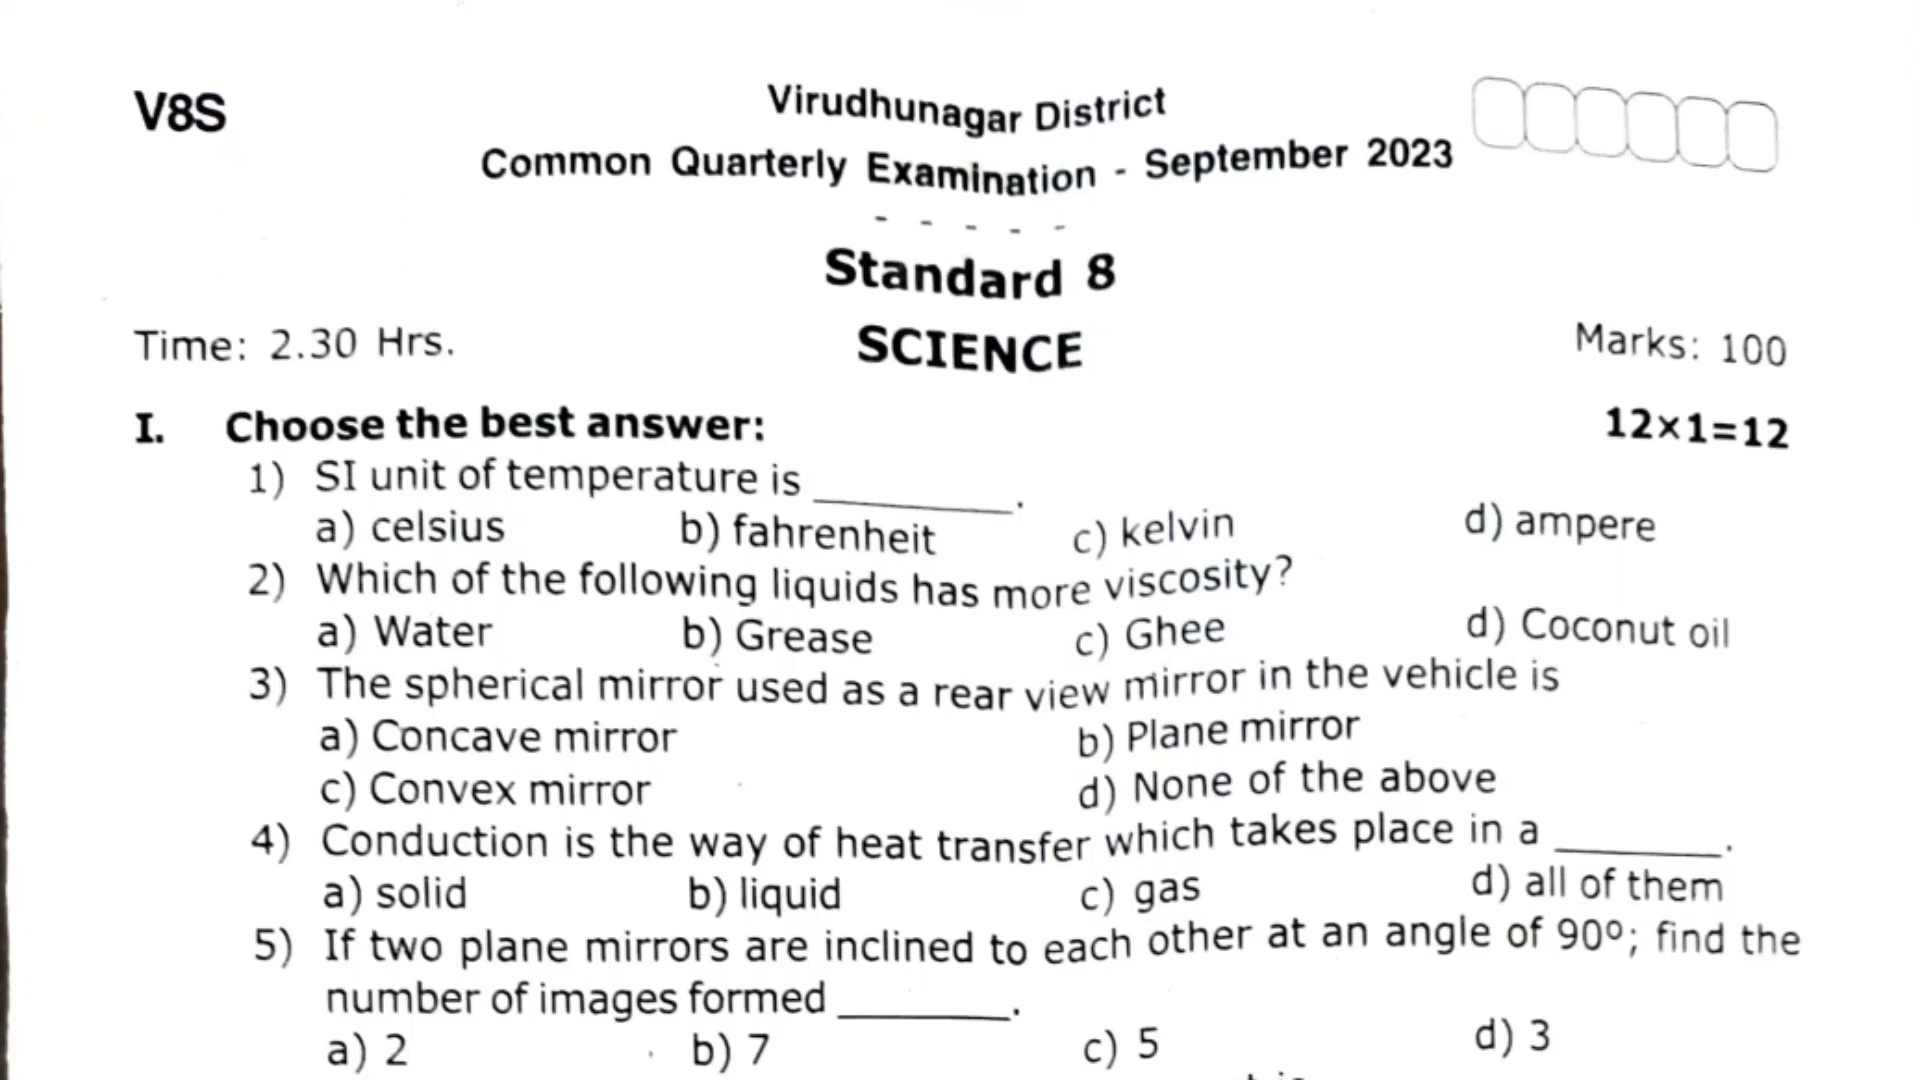 V8S
Virudhunagar District
Common Quarterly Examination - September 2023
- - - - -
Standard 8
Time: 2.30 Hrs. SCIENCE Marks: 100
I. Choose the best answer: 12×1=12
1) SI unit of temperature is ________.
a) celsius b) fahrenheit c) kelvin d) ampere
2) Which of the following liquids has more viscosity?
a) Water b) Grease c) Ghee d) Coconut oil
3) The spherical mirror used as a rear view mirror in the vehicle is
a) Concave mirror b) Plane mirror
c) Convex mirror d) None of the above
4) Conduction is the way of heat transfer which takes place in a _______.
a) solid b) liquid c) gas d) all of them
5) If two plane mirrors are inclined to each other at an angle of 90º; find the
number of images formed _______.
a) 2 b) 7 c) 5 d) 3